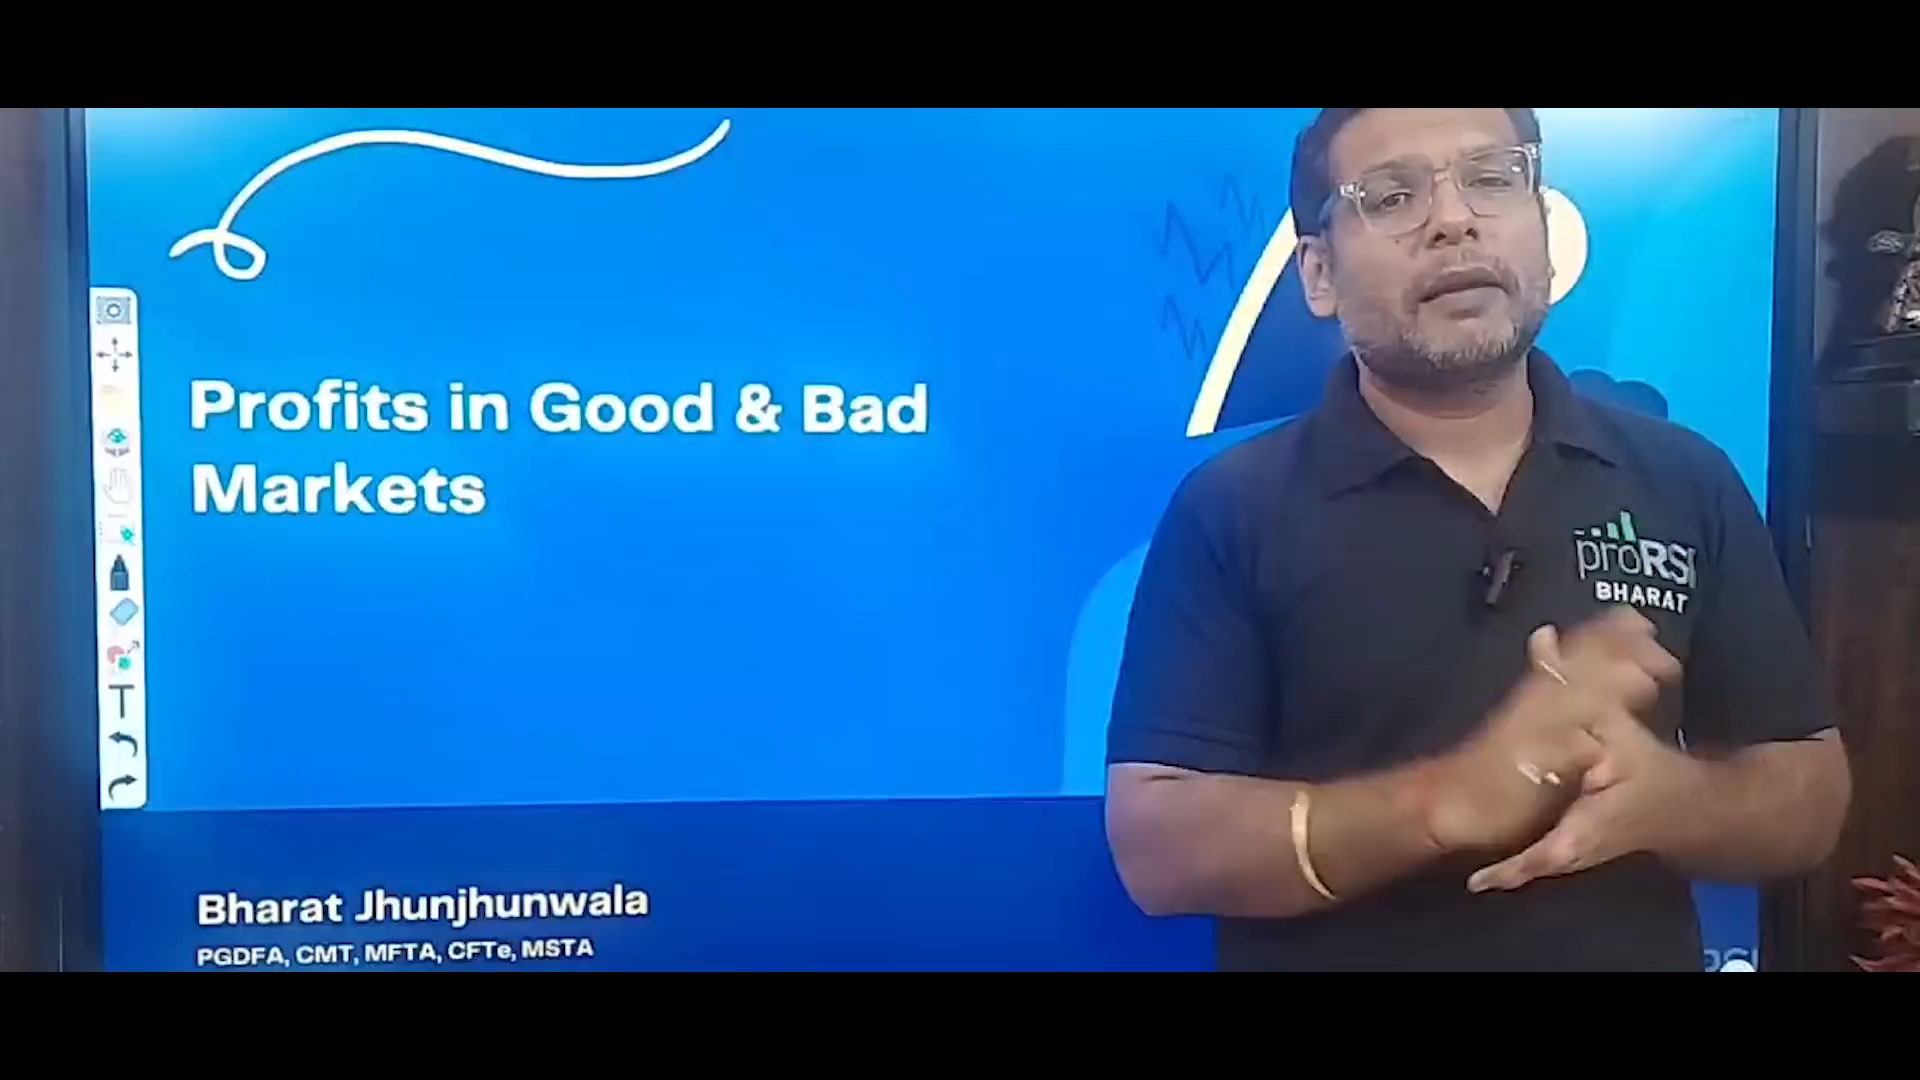 Profits in Good & Bad
Markets
proRSI
BHARAT
Bharat Jhunjhunwala
PGDFA, CMT, MFTA, CFTe, MSTA